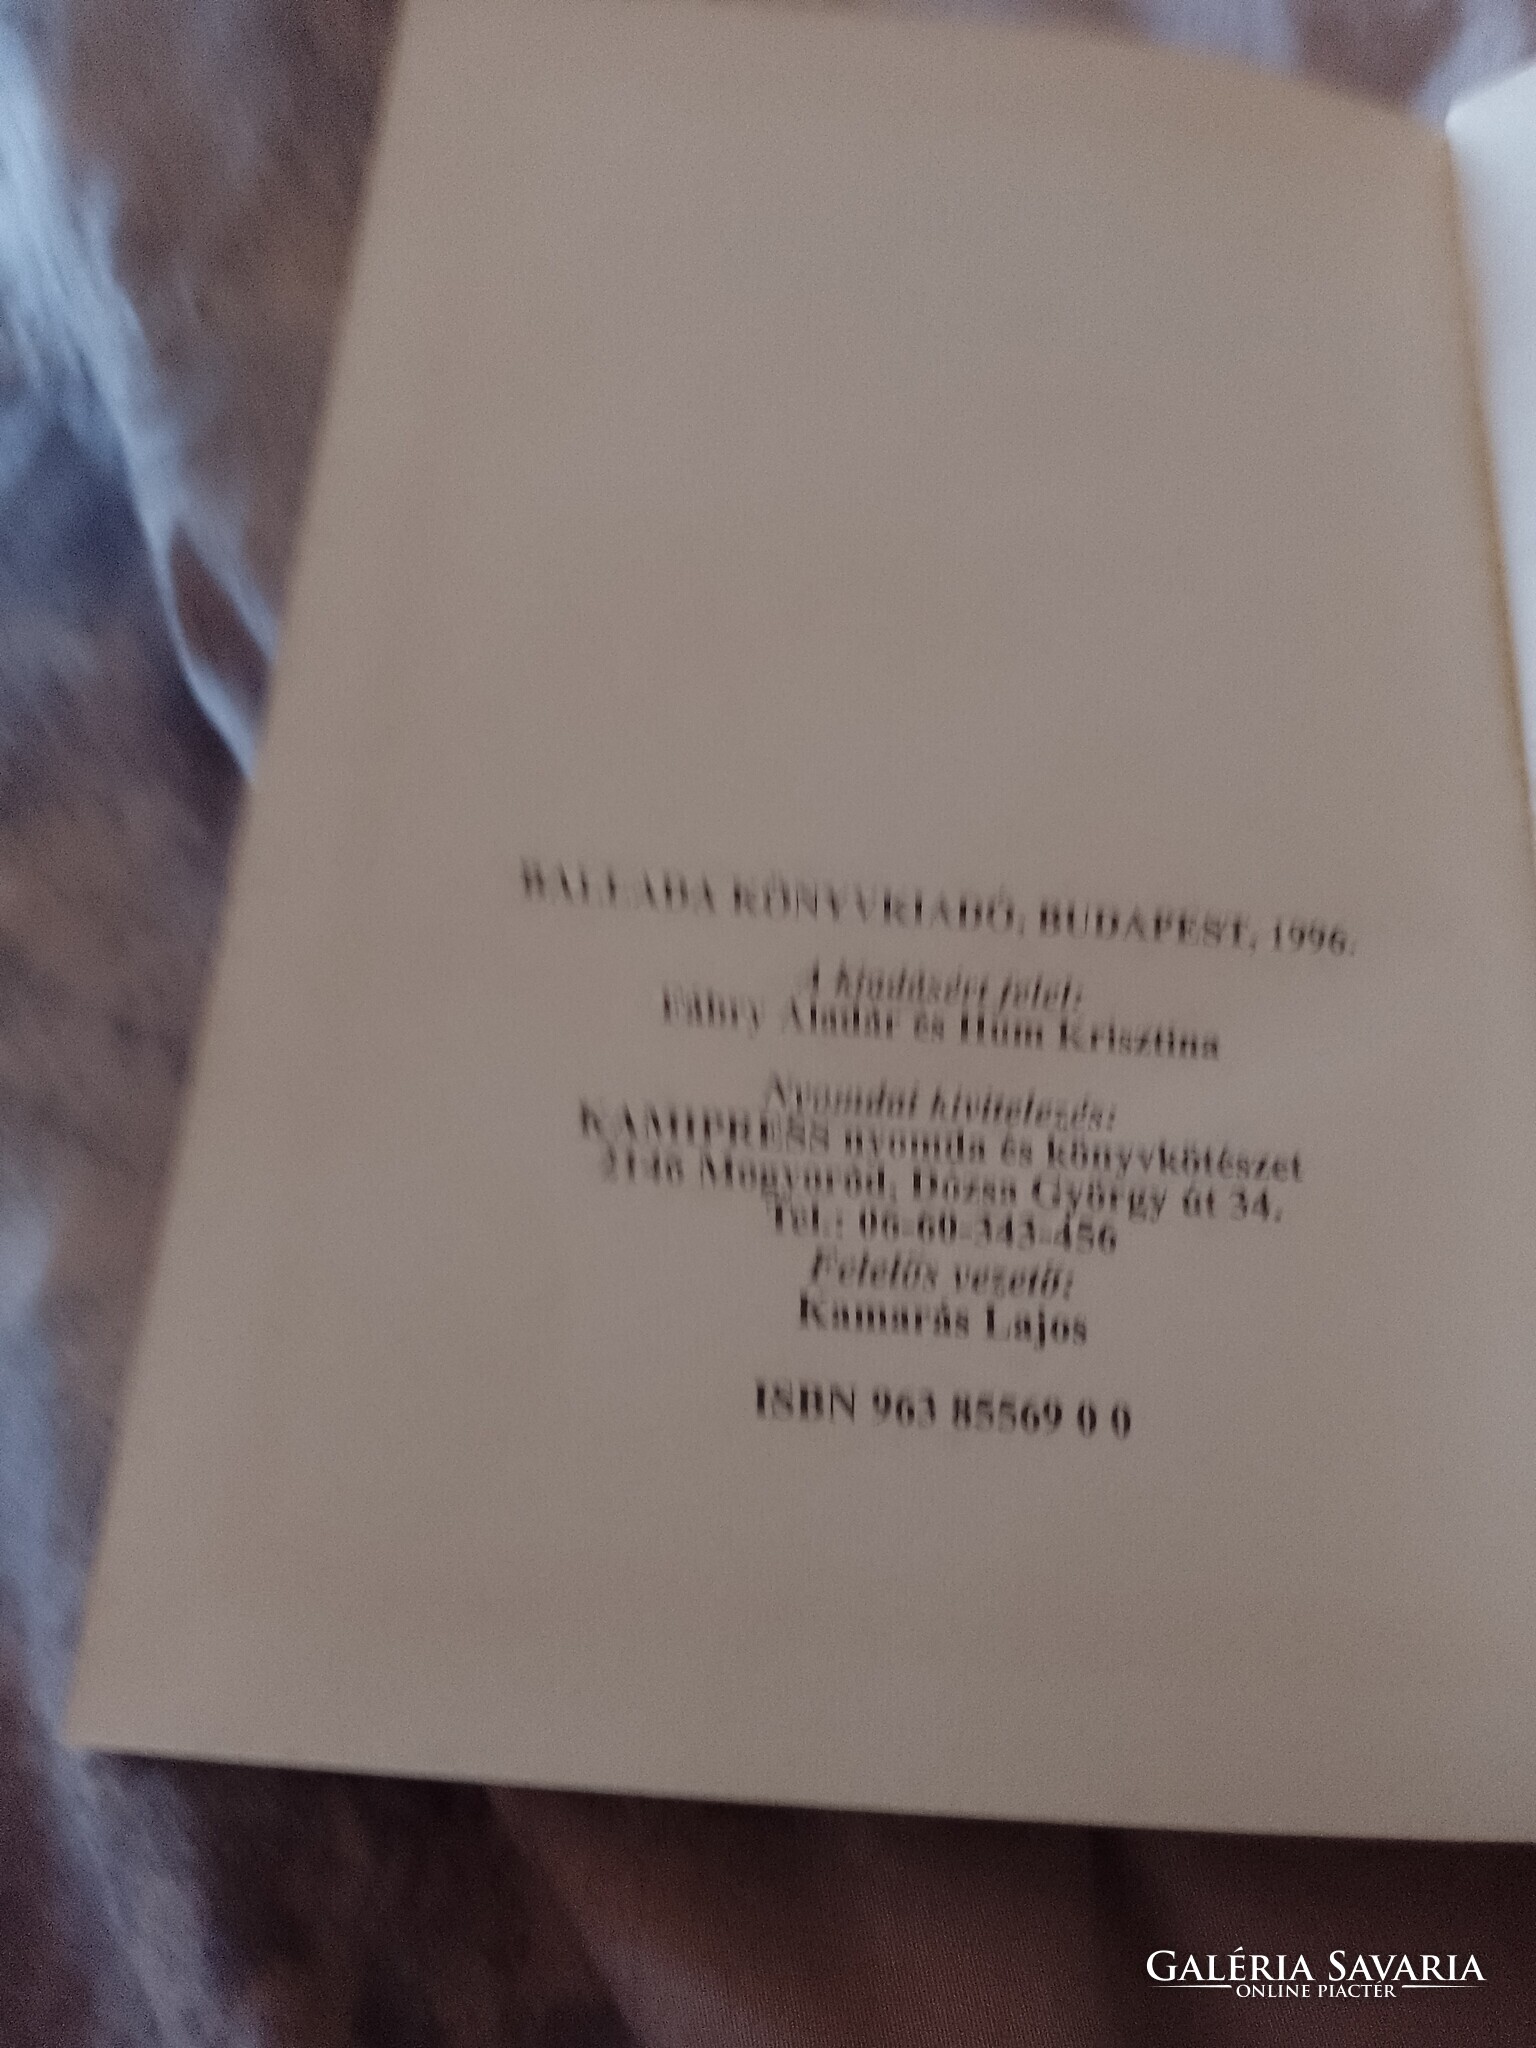 BALLADA KÖNYVKIADÓ, BUDAPEST, 1996.
A kiadásért felel:
Fábry Aladár és Hum Krisztina
Nyomdai kivitelezés:
KAMIPRESS nyomda és könyvkötészet
2146 Mogyoród, Dózsa György út 34.
Tel.: 06-60-343-456
Felelős vezető:
Kamarás Lajos
ISBN 963 85569 0 0
GALÉRIA SAVARIA
ONLINE PIACTÉR